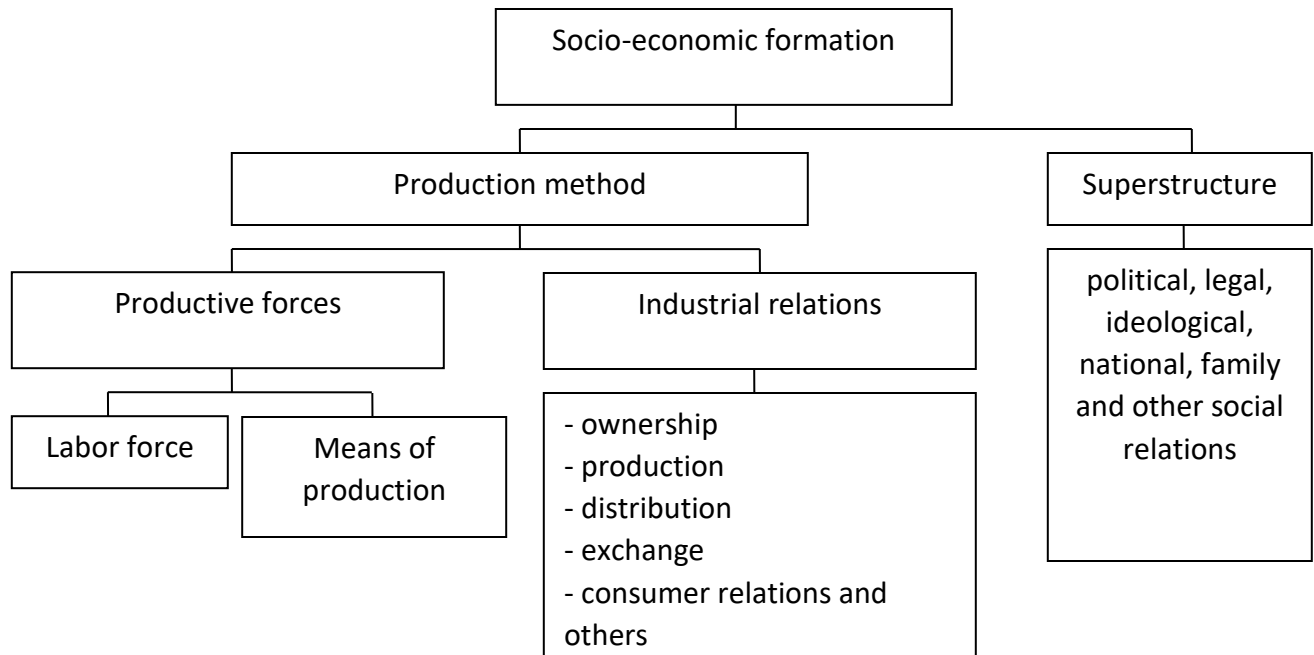 Socio-economic formation
Production method
Superstructure
Productive forces
Industrial relations
political, legal,
ideological,
national, family
and other social
relations
Labor force
Means of
production
- ownership
- production
- distribution
- exchange
- consumer relations and
others